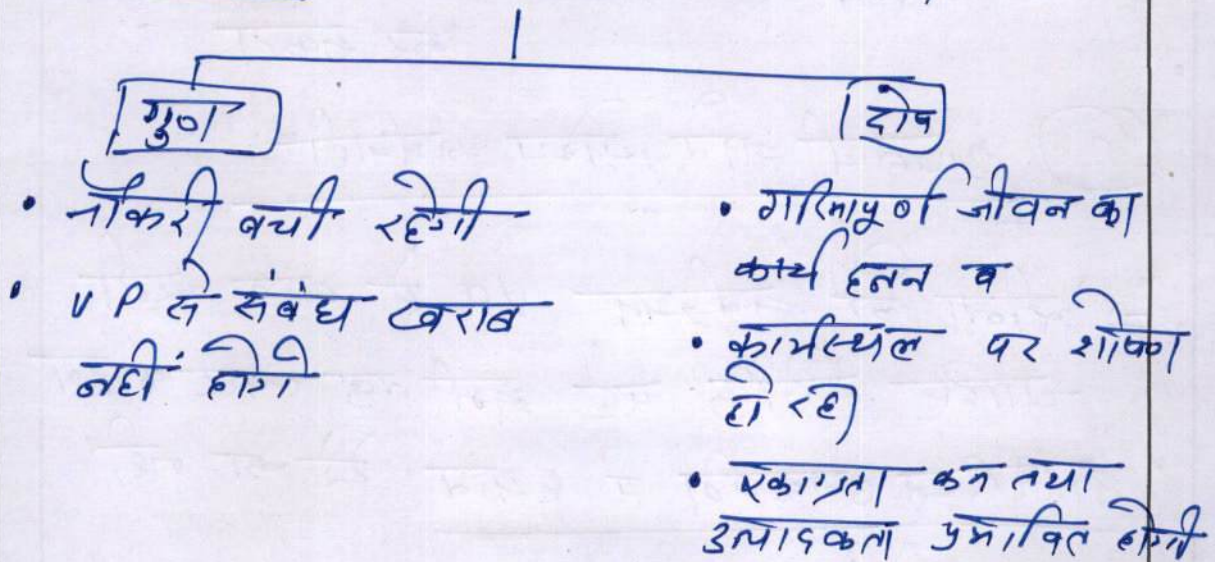 गुण
• नौकरी बची रहेगी
• VP से संबंध खराब
नहीं होंगे
दोष
• गरिमापूर्ण जीवन का
कार्य हनन व
• कार्यस्थल पर शोषण
हो रहा
• एकाग्रता कम तथा
उत्पादकता प्रभावित होगी